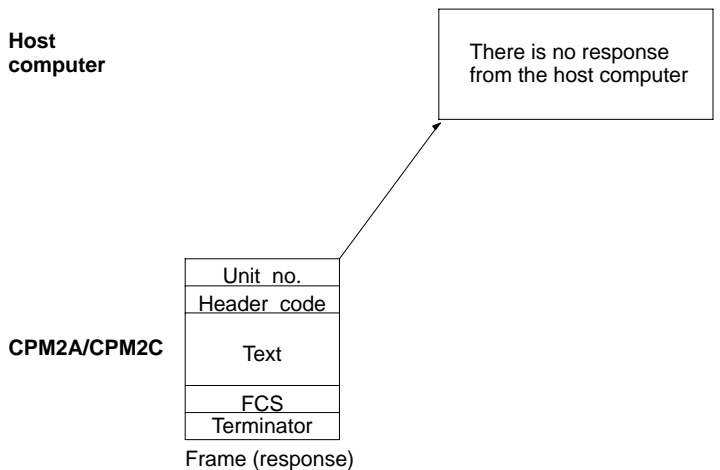 Host
computer
There is no response
from the host computer
Unit no.
Header code
CPM2A/CPM2C
Text
FCS
Terminator
Frame (response)